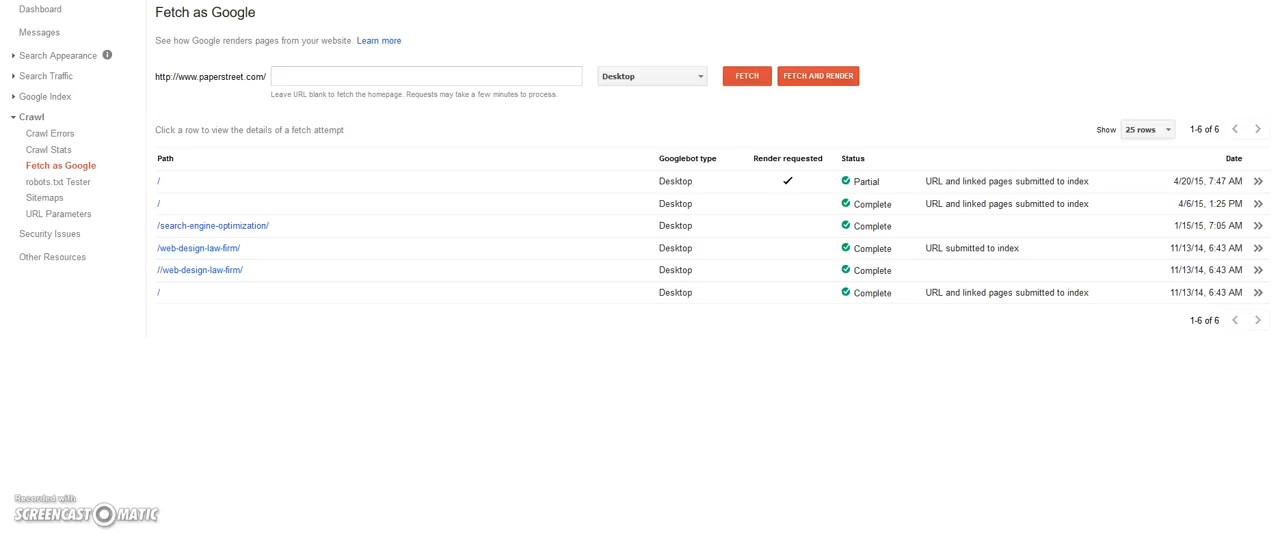 Dashboard
Messages
Search Appearance
Search Traffic
Google Index
Crawl
Crawl Errors
Crawl Stats
Fetch as Google
robots.txt Tester
Sitemaps
URL Parameters
Security Issues
Other Resources
Fetch as Google
See how Google renders pages from your website. Learn more
http://www.paperstreet.com/ Desktop FETCH FETCH AND RENDER
Leave URL blank to fetch the homepage. Requests may take a few minutes to process.
Click a row to view the details of a fetch attempt Show 25 rows 1-6 of 6
Path Googlebot type Render requested Status Date
/ Desktop ✓ Partial URL and linked pages submitted to index 4/20/15, 7:47 AM
/ Desktop Complete URL and linked pages submitted to index 4/6/15, 1:25 PM
/search-engine-optimization/ Desktop Complete 1/15/15, 7:05 AM
/web-design-law-firm/ Desktop Complete URL submitted to index 11/13/14, 6:43 AM
//web-design-law-firm/ Desktop Complete 11/13/14, 6:43 AM
/ Desktop Complete URL and linked pages submitted to index 11/13/14, 6:43 AM
1-6 of 6
Recorded with
SCREENCAST-O-MATIC